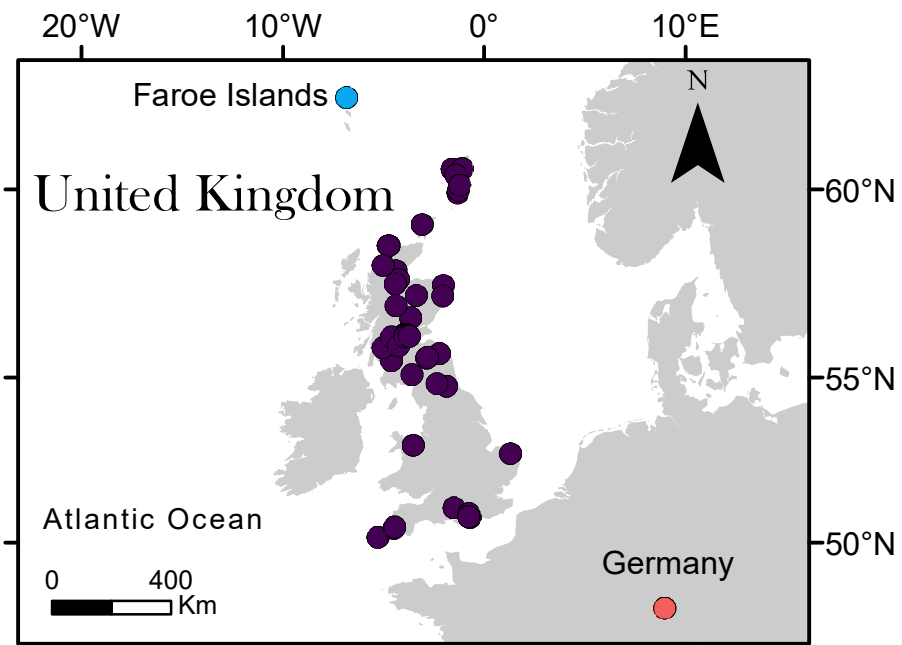 20°W 10°W 0° 10°E
N
Faroe Islands
United Kingdom
60°N
55°N
Atlantic Ocean
50°N
Germany
0 400
Km